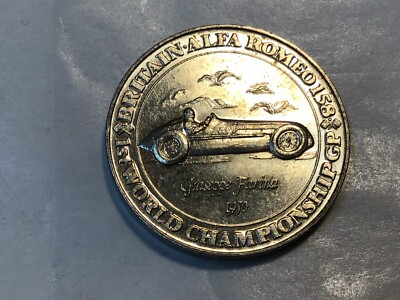 BRITAIN·ALFA ROMEO 158
1ST WORLD CHAMPIONSHIP GP
Giuseppe Farina
1950